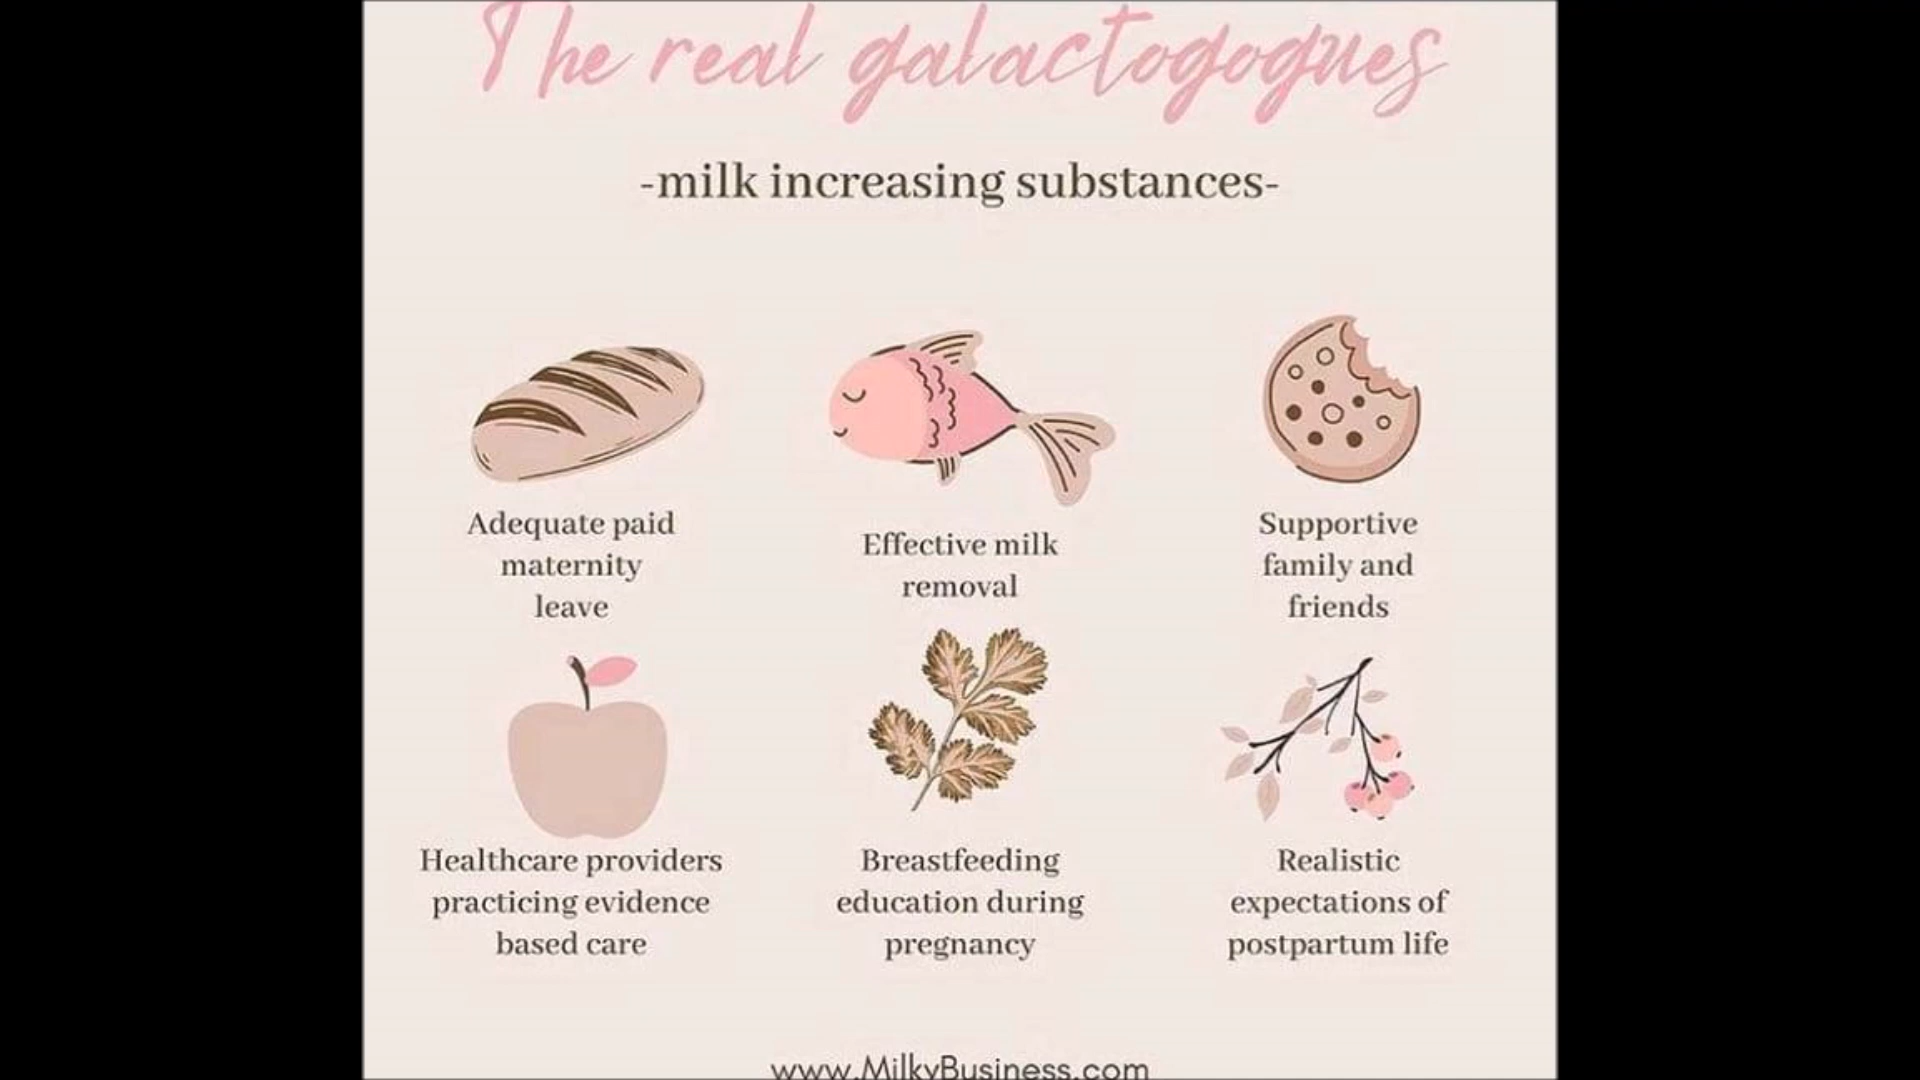 The real galactogogues
-milk increasing substances-
Adequate paid
maternity
leave
Effective milk
removal
Supportive
family and
friends
Healthcare providers
practicing evidence
based care
Breastfeeding
education during
pregnancy
Realistic
expectations of
postpartum life
www.MilkyBusiness.com